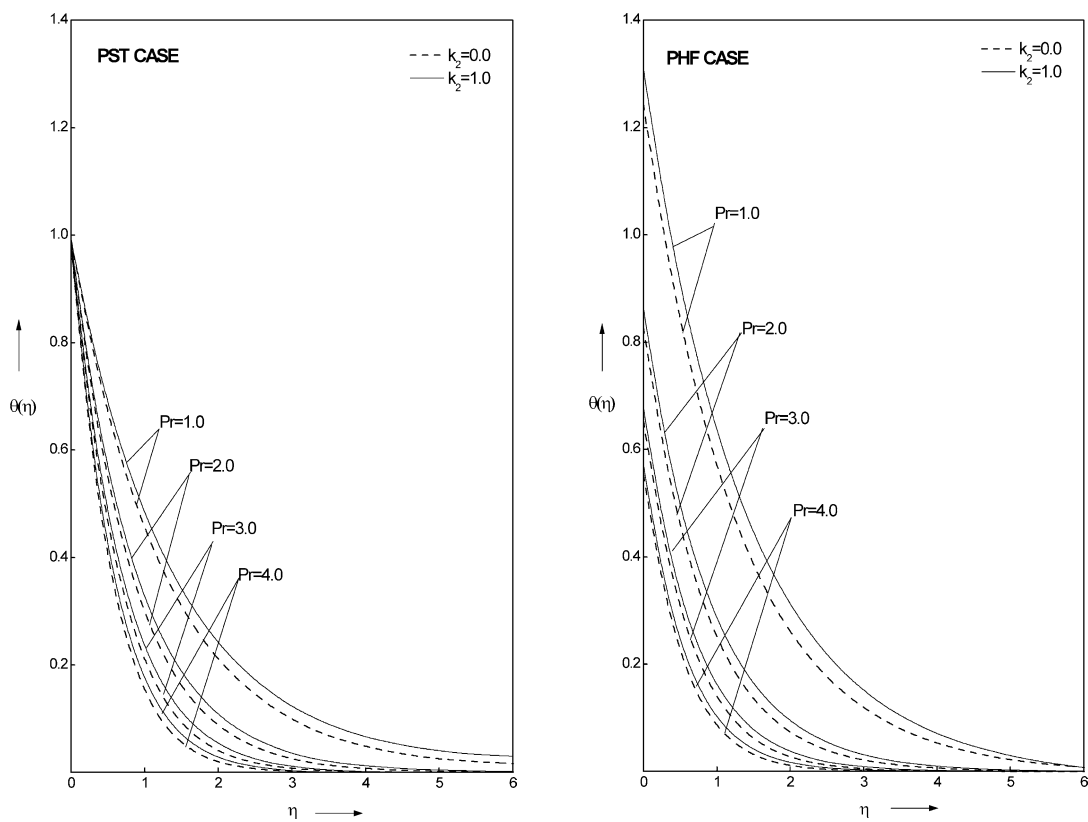 PST CASE
k2=0.0
k2=1.0
1.4
1.2
1.0
0.8
0.6
0.4
0.2
θ(η)
Pr=1.0
Pr=2.0
Pr=3.0
Pr=4.0
0 1 2 3 4 5 6
η
PHF CASE
k2=0.0
k2=1.0
1.4
1.2
1.0
0.8
0.6
0.4
0.2
θ(η)
Pr=1.0
Pr=2.0
Pr=3.0
Pr=4.0
0 1 2 3 4 5 6
η